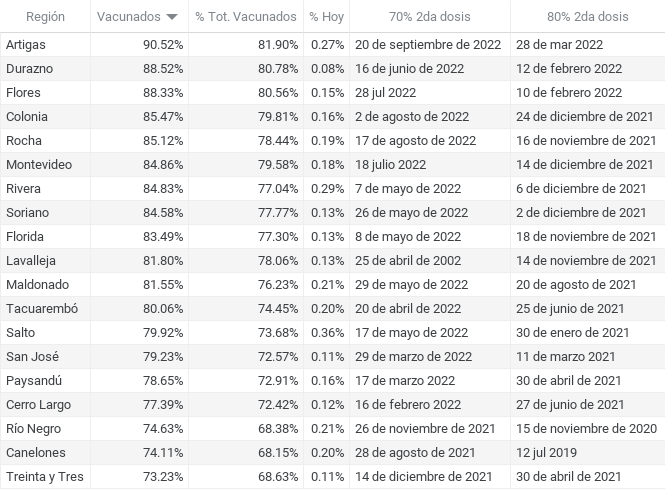 Región Vacunados % Tot. Vacunados % Hoy 70% 2da dosis 80% 2da dosis
Artigas 90.52% 81.90% 0.27% 20 de septiembre de 2022 28 de mar 2022
Durazno 88.52% 80.78% 0.08% 16 de junio de 2022 12 de febrero 2022
Flores 88.33% 80.56% 0.15% 28 jul 2022 10 de febrero 2022
Colonia 85.47% 79.81% 0.16% 2 de agosto de 2022 24 de diciembre de 2021
Rocha 85.12% 78.44% 0.19% 17 de agosto de 2022 16 de noviembre de 2021
Montevideo 84.86% 79.58% 0.18% 18 julio 2022 14 de diciembre de 2021
Rivera 84.83% 77.04% 0.29% 7 de mayo de 2022 6 de diciembre de 2021
Soriano 84.58% 77.77% 0.13% 26 de mayo de 2022 2 de diciembre de 2021
Florida 83.49% 77.30% 0.13% 8 de mayo de 2022 18 de noviembre de 2021
Lavalleja 81.80% 78.06% 0.13% 25 de abril de 2002 14 de noviembre de 2021
Maldonado 81.55% 76.23% 0.21% 29 de mayo de 2022 20 de agosto de 2021
Tacuarembó 80.06% 74.45% 0.20% 20 de abril de 2022 25 de junio de 2021
Salto 79.92% 73.68% 0.36% 17 de mayo de 2022 30 de enero de 2021
San José 79.23% 72.57% 0.11% 29 de marzo de 2022 11 de marzo 2021
Paysandú 78.65% 72.91% 0.16% 17 de marzo 2022 30 de abril de 2021
Cerro Largo 77.39% 72.42% 0.12% 16 de febrero 2022 27 de junio de 2021
Río Negro 74.63% 68.38% 0.21% 26 de noviembre de 2021 15 de noviembre de 2020
Canelones 74.11% 68.15% 0.20% 28 de agosto de 2021 12 jul 2019
Treinta y Tres 73.23% 68.63% 0.11% 14 de diciembre de 2021 30 de abril de 2021